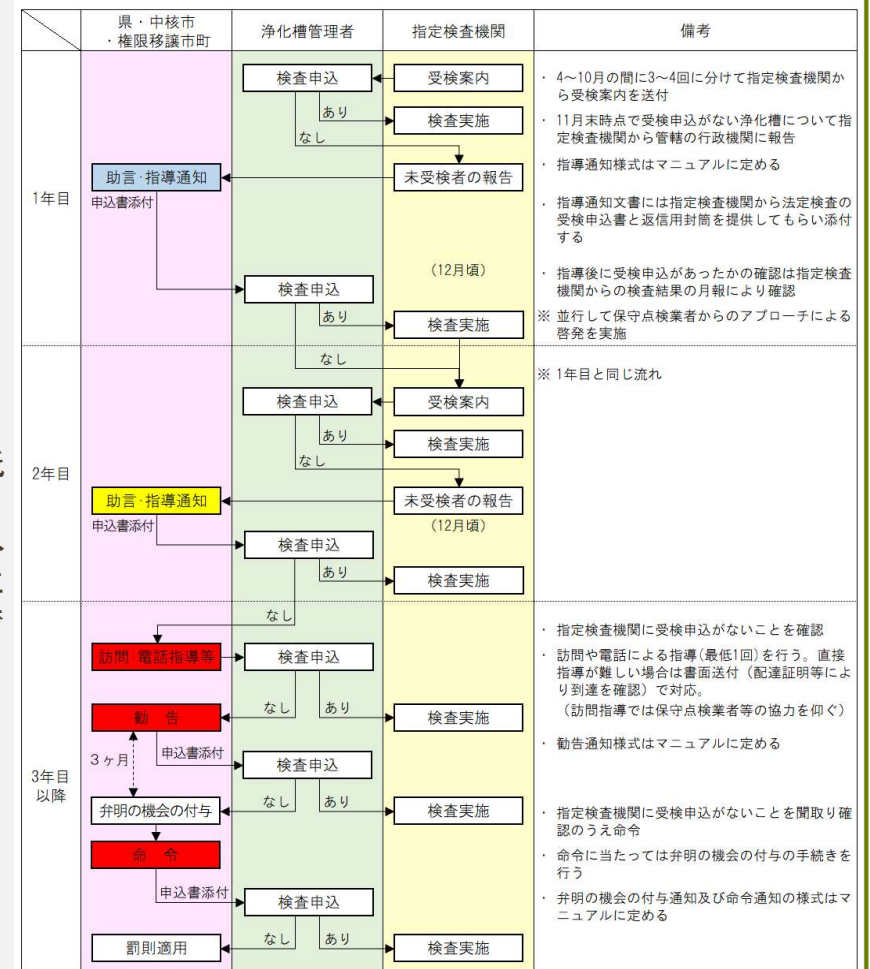 県・中核市
・権限移譲市町
浄化槽管理者
指定検査機関
備考
1年目
検査申込
受検案内
あり
検査実施
なし
助言・指導通知
未受検者の報告
申込書添付
(12月頃)
検査申込
あり
検査実施
なし
・ 4～10月の間に3～4回に分けて指定検査機関か
ら受検案内を送付
・ 11月末時点で受検申込がない浄化槽について指
定検査機関から管轄の行政機関に報告
・ 指導通知様式はマニュアルに定める
・ 指導通知文書には指定検査機関から法定検査の
受検申込書と返信用封筒を提供してもらい添付
する
・ 指導後に受検申込があったかの確認は指定検査
機関からの検査結果の月報により確認
※ 並行して保守点検業者からのアプローチによる
啓発を実施
2年目
検査申込
受検案内
あり
検査実施
なし
助言・指導通知
未受検者の報告
申込書添付
(12月頃)
検査申込
あり
検査実施
※ 1年目と同じ流れ
3年目
以降
なし
訪問・電話指導等
検査申込
なし
あり
勧 告
検査実施
3ヶ月
申込書添付
検査申込
なし
あり
弁明の機会の付与
検査実施
命 令
申込書添付
検査申込
なし
あり
罰則適用
検査実施
・ 指定検査機関に受検申込がないことを確認
・ 訪問や電話による指導(最低1回)を行う。直接
指導が難しい場合は書面送付（配達証明等によ
り到達を確認）で対応。
（訪問指導では保守点検業者等の協力を仰ぐ）
・ 勧告通知様式はマニュアルに定める
・ 指定検査機関に受検申込がないことを聞取り確
認のうえ命令
・ 命令に当たっては弁明の機会の付与の手続きを
行う
・ 弁明の機会の付与通知及び命令通知の様式はマ
ニュアルに定める